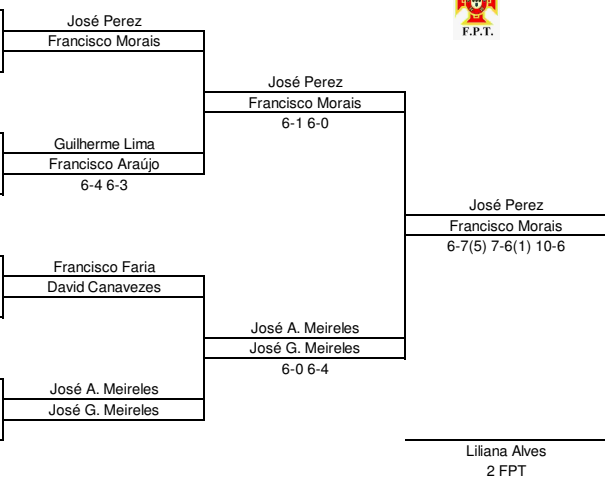 F.P.T.
José Perez
Francisco Morais
José Perez
Francisco Morais
6-1 6-0
Guilherme Lima
Francisco Araújo
6-4 6-3
José Perez
Francisco Morais
6-7(5) 7-6(1) 10-6
Francisco Faria
David Canavezes
José A. Meireles
José G. Meireles
6-0 6-4
José A. Meireles
José G. Meireles
Liliana Alves
2 FPT